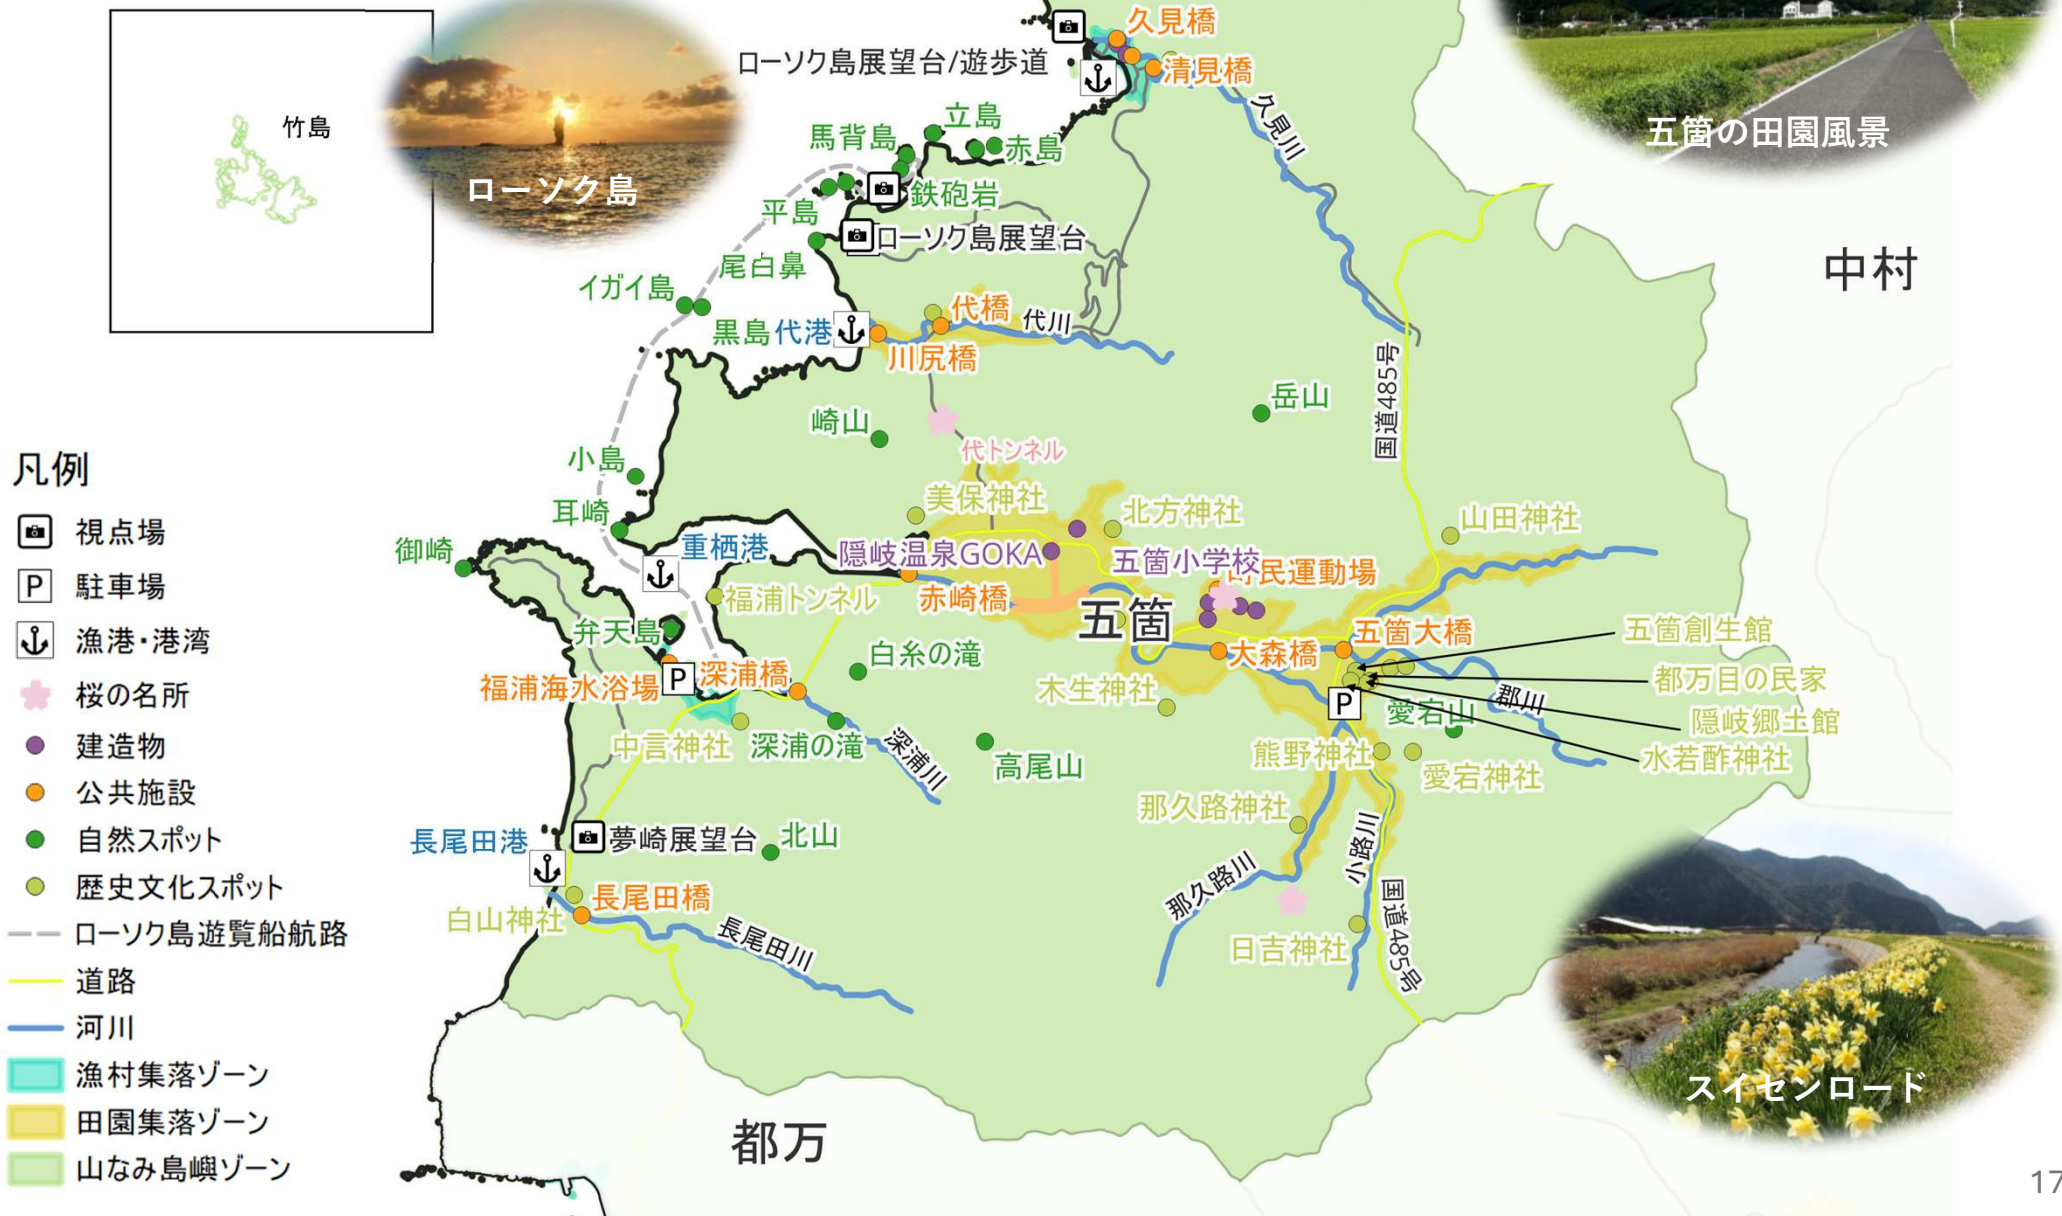 久見橋
ローソク島展望台/遊歩道
清見橋
久見川
竹島
ローソク島
五箇の田園風景
立島
馬背島
赤島
鉄砲岩
平島
ローソク島展望台
尾白鼻
中村
イガイ島
黒島
代港
代橋
代川
川尻橋
国道485号
岳山
崎山
代トンネル
小島
耳崎
御崎
美保神社
北方神社
山田神社
重栖港
隠岐温泉GOKA
五箇小学校
町民運動場
福浦トンネル
赤崎橋
五箇
五箇大橋
五箇創生館
弁天島
白糸の滝
大森橋
都万目の民家
福浦海水浴場
P
深浦橋
木生神社
P
愛宕山
郡川
隠岐郷土館
水若酢神社
中言神社
深浦の滝
深浦川
高尾山
熊野神社
愛宕神社
那久路神社
長尾田港
夢崎展望台
北山
小路川
那久路川
国道485号
白山神社
長尾田橋
長尾田川
日吉神社
スイセンロード
都万
凡例
視点場
P 駐車場
漁港・港湾
桜の名所
建造物
公共施設
自然スポット
歴史文化スポット
ローソク島遊覧船航路
道路
河川
漁村集落ゾーン
田園集落ゾーン
山なみ島嶼ゾーン
17